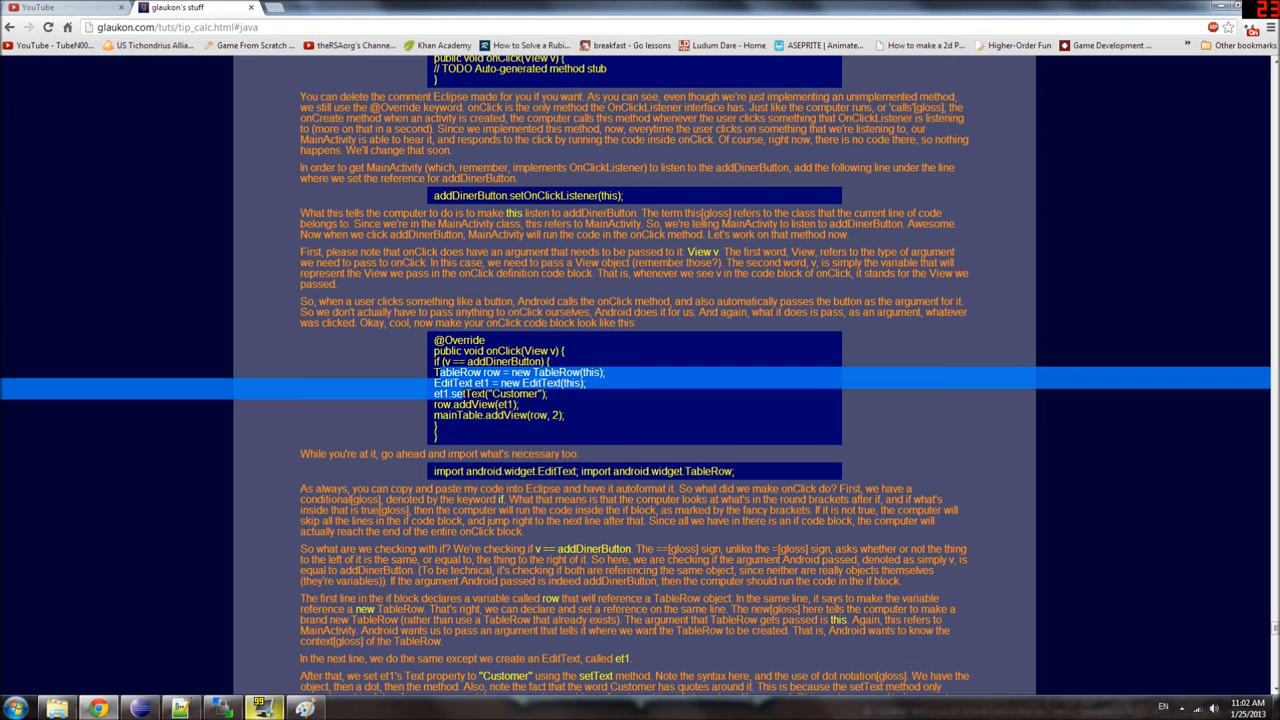 YouTube
glaukon's stuff
23
glaukon.com/tuts/tip_calc.html#java
YouTube - TubeN00...
US Tichondrius Allia...
Game From Scratch ...
theRSAorg's Channe...
Khan Academy
How to Solve a Rubi...
breakfast - Go lessons
Ludum Dare - Home
ASEPRITE | Animate...
How to make a 2d P...
Higher-Order Fun
Game Development ...
Other bookmarks
public void onClick(View v) {
// TODO Auto-generated method stub
}
You can delete the comment Eclipse made for you if you want. As you can see, even though we're just implementing an unimplemented method,
we still use the @Override keyword. onClick is the only method the OnClickListener interface has. Just like the computer runs, or 'calls'[gloss], the
onCreate method when an activity is created, the computer calls this method whenever the user clicks something that OnClickListener is listening
to (more on that in a second). Since we implemented this method, now, everytime the user clicks on something that we're listening to, our
MainActivity is able to hear it, and responds to the click by running the code inside onClick. Of course, right now, there is no code there, so nothing
happens. We'll change that soon.
In order to get MainActivity (which, remember, implements OnClickListener) to listen to the addDinerButton, add the following line under the line
where we set the reference for addDinerButton.
addDinerButton.setOnClickListener(this);
What this tells the computer to do is to make this listen to addDinerButton. The term this[gloss] refers to the class that the current line of code
belongs to. Since we're in the MainActivity class, this refers to MainActivity. So, we're telling MainActivity to listen to addDinerButton. Awesome.
Now when we click addDinerButton, MainActivity will run the code in the onClick method. Let's work on that method now.
First, please note that onClick does have an argument that needs to be passed to it: View v. The first word, View, refers to the type of argument
we need to pass to onClick. In this case, we need to pass a View object (remember those?). The second word, v, is simply the variable that will
represent the View we pass in the onClick definition code block. That is, whenever we see v in the code block of onClick, it stands for the View we
passed.
So, when a user clicks something like a button, Android calls the onClick method, and also automatically passes the button as the argument for it.
So we don't actually have to pass anything to onClick ourselves, Android does it for us. And again, what it does is pass, as an argument, whatever
was clicked. Okay, cool, now make your onClick code block look like this:
@Override
public void onClick(View v) {
if (v == addDinerButton) {
TableRow row = new TableRow(this);
EditText et1 = new EditText(this);
et1.setText("Customer");
row.addView(et1);
mainTable.addView(row, 2);
}
}
While you're at it, go ahead and import what's necessary too:
import android.widget.EditText; import android.widget.TableRow;
As always, you can copy and paste my code into Eclipse and have it autoformat it. So what did we make onClick do? First, we have a
conditional[gloss], denoted by the keyword if. What that means is that the computer looks at what's in the round brackets after if, and if what's
inside that is true[gloss], then the computer will run the code inside the if block, as marked by the fancy brackets. If it is not true, the computer will
skip all the lines in the if code block, and jump right to the next line after that. Since all we have in there is an if code block, the computer will
actually reach the end of the entire onClick block.
So what are we checking with if? We're checking if v == addDinerButton. The ==[gloss] sign, unlike the =[gloss] sign, asks whether or not the thing
to the left of it is the same, or equal to, the thing to the right of it. So here, we are checking if the argument Android passed, denoted as simply v, is
equal to addDinerButton. (To be technical, it's checking if both are referencing the same object, since neither are really objects themselves
(they're variables)). If the argument Android passed is indeed addDinerButton, then the computer should run the code in the if block.
The first line in the if block declares a variable called row that will reference a TableRow object. In the same line, it says to make the variable
reference a new TableRow. That's right, we can declare and set a reference on the same line. The new[gloss] here tells the computer to make a
brand new TableRow (rather than use a TableRow that already exists). The argument that TableRow gets passed is this. Again, this refers to
MainActivity. Android wants us to pass an argument that tells it where we want the TableRow to be created. That is, Android wants to know the
context[gloss] of the TableRow.
In the next line, we do the same except we create an EditText, called et1.
After that, we set et1's Text property to "Customer" using the setText method. Note the syntax here, and the use of dot notation[gloss]. We have the
object, then a dot, then the method. Also, note the fact that the word Customer has quotes around it. This is because the setText method only
99
EN
11:02 AM
1/25/2013